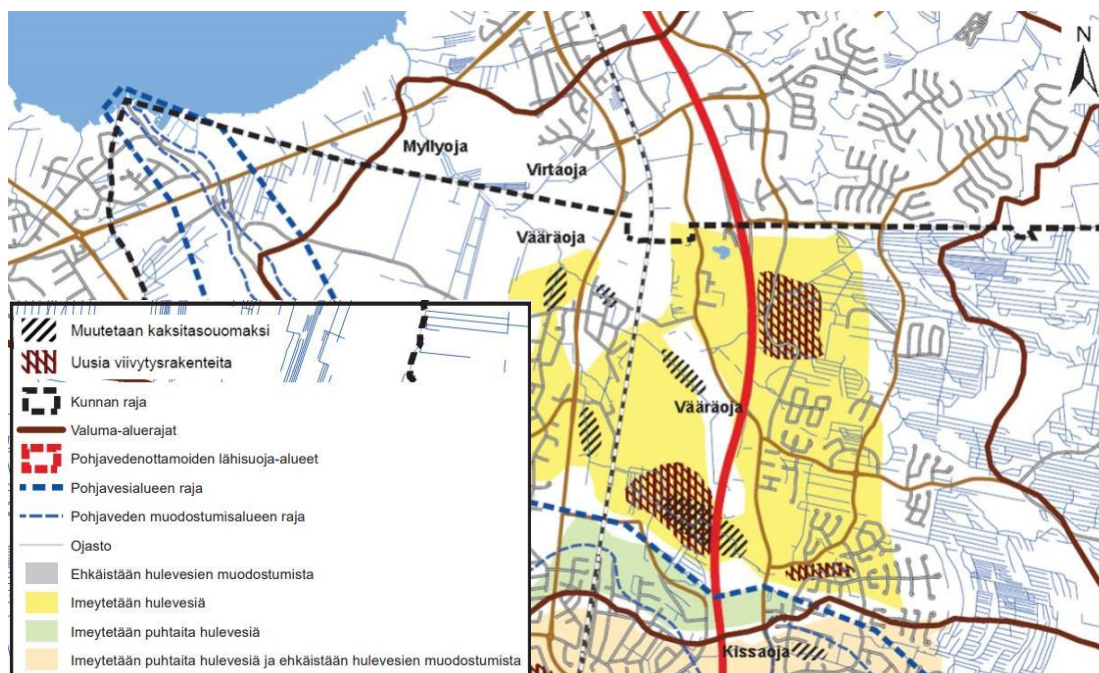 N
Myllyoja
Virtaoja
Vääräoja
Vääräoja
Kissaoja
Muutetaan kaksitasouomaksi
Uusia viivytysrakenteita
Kunnan raja
Valuma-aluerajat
Pohjavedenottamoiden lähisuoja-alueet
Pohjavesialueen raja
Pohjaveden muodostumisalueen raja
Ojasto
Ehkäistään hulevesien muodostumista
Imeytetään hulevesiä
Imeytetään puhtaita hulevesiä
Imeytetään puhtaita hulevesiä ja ehkäistään hulevesien muodostumista